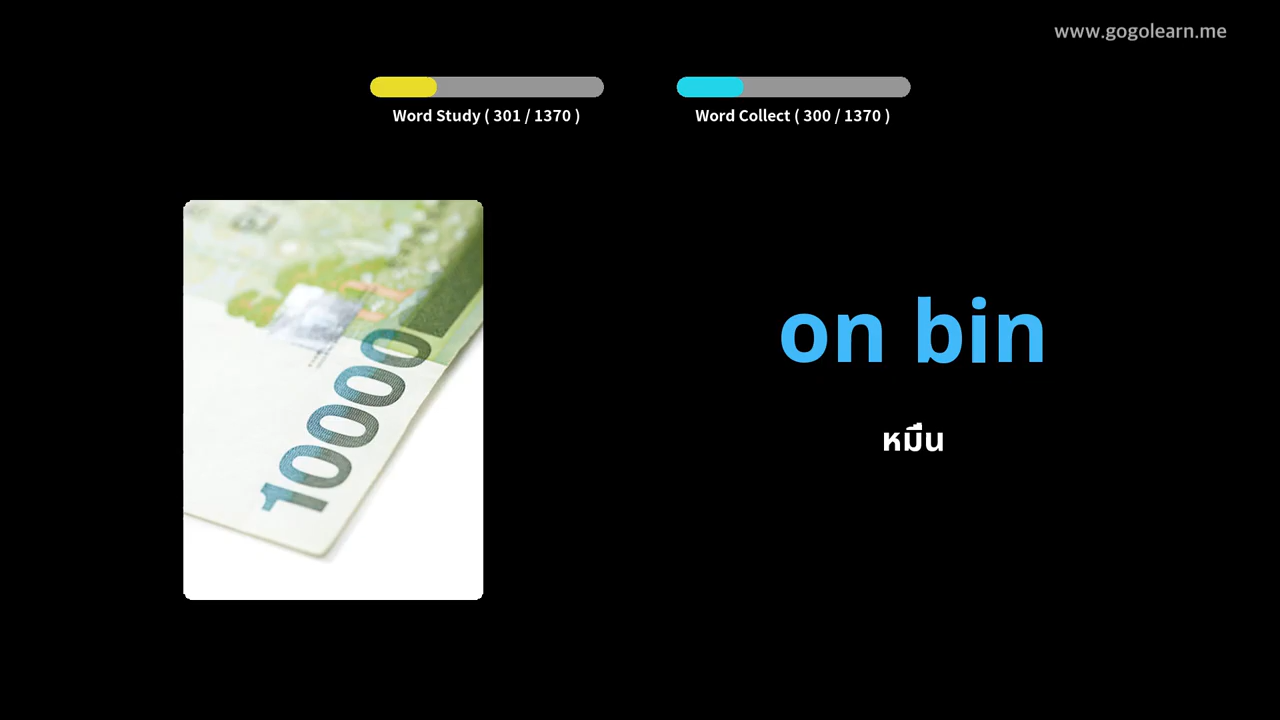 www.gogolearn.me
Word Study ( 301 / 1370 )
Word Collect ( 300 / 1370 )
10000
on bin
หมื่น